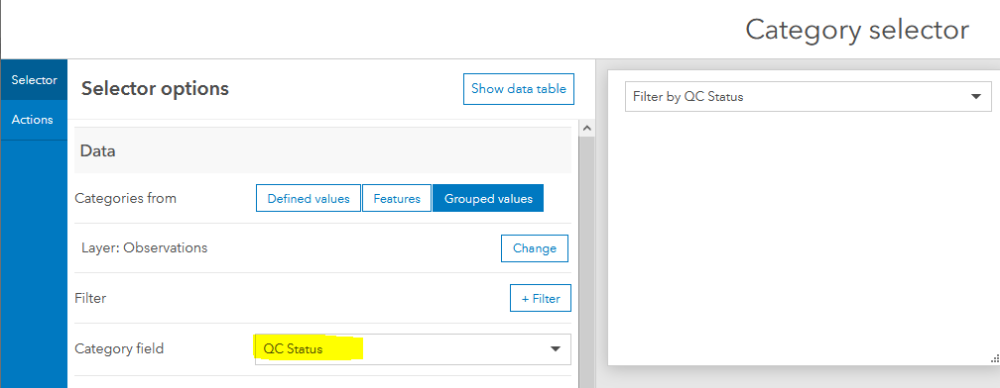 Category selector
Selector
Actions
Selector options
Show data table
Filter by QC Status
Data
Categories from
Defined values
Features
Grouped values
Layer: Observations
Change
Filter
+ Filter
Category field
QC Status